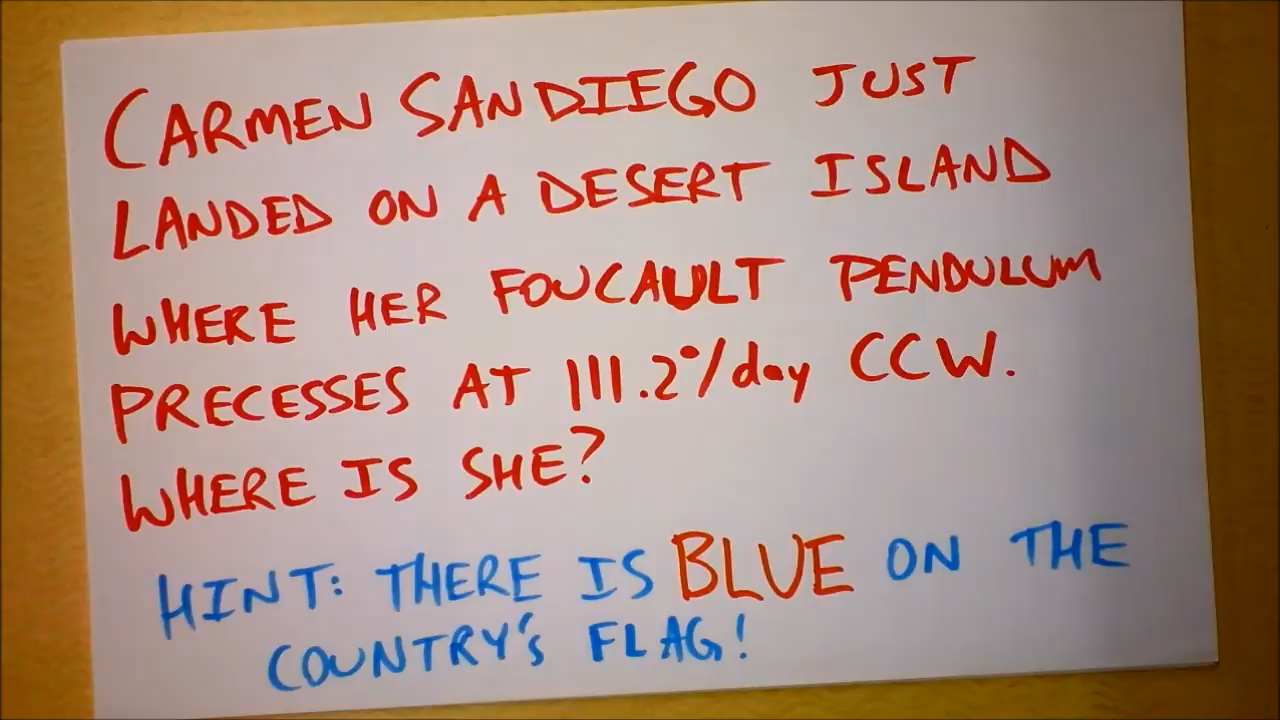 CARMEN SANDIEGO JUST
LANDED ON A DESERT ISLAND
WHERE HER FOUCAULT PENDULUM
PRECESSES AT 111.2°/day CCW.
WHERE IS SHE?
HINT: THERE IS BLUE ON THE
COUNTRY'S FLAG!